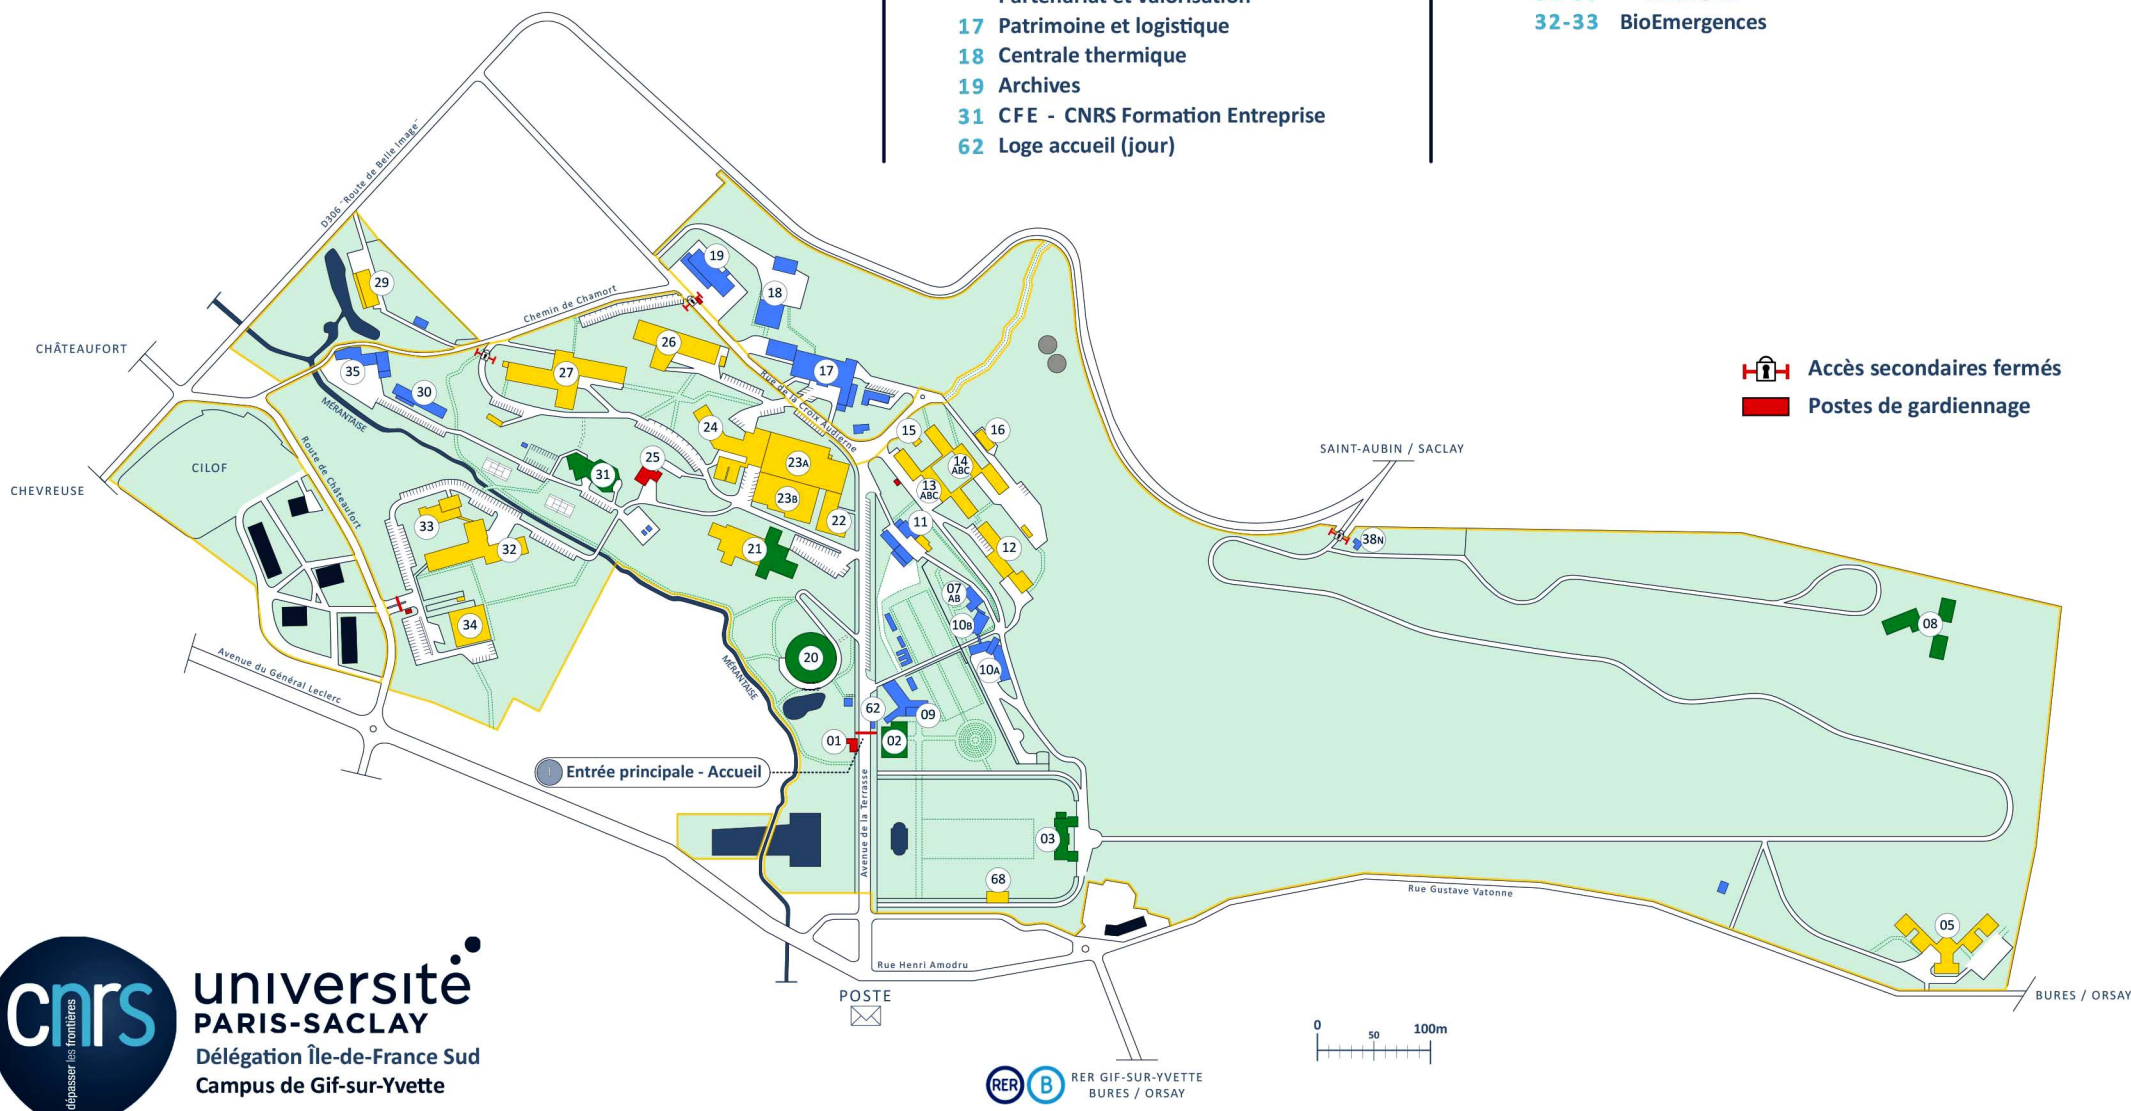 17 Patrimoine et logistique
18 Centrale thermique
19 Archives
31 CFE - CNRS Formation Entreprise
62 Loge accueil (jour)
32-33 BioEmergences
D306 "Route de Belle Image"
19
18
29
Chemin de Chamort
CHÂTEAUFORT
26
35
27
17
Accès secondaires fermés
30
Rue de la Croix Audierne
Postes de gardiennage
MÉRANTAISE
24
15
16
SAINT-AUBIN / SACLAY
Route de Châteaufort
CILOF
25
23A
14
ABC
31
CHEVREUSE
13
ABC
23B
33
22
11
38N
32
21
12
07
AB
34
10B
08
Avenue du Général Leclerc
20
MÉRANTAISE
10A
62
09
01
02
Entrée principale - Accueil
Avenue de la Terrasse
03
68
Rue Gustave Vatonne
05
Rue Henri Amodru
POSTE
BURES / ORSAY
0
50
100m
RER
B
RER GIF-SUR-YVETTE
BURES / ORSAY
cnrs
dépasser les frontières
université
PARIS-SACLAY
Délégation Île-de-France Sud
Campus de Gif-sur-Yvette